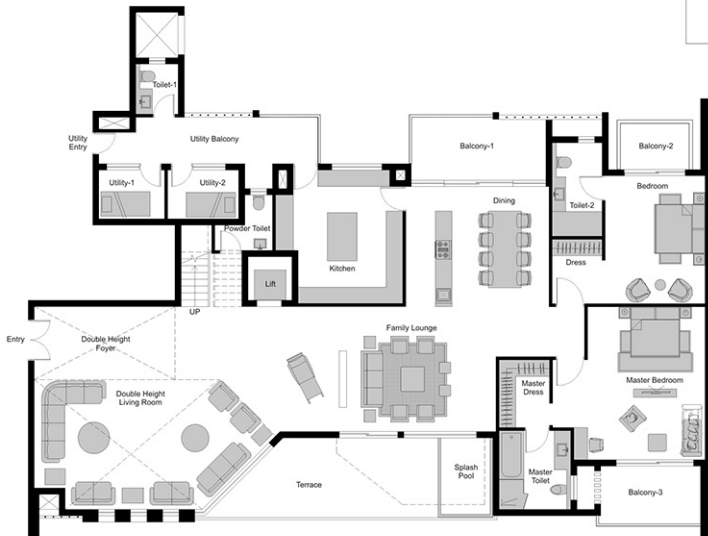 Toilet-1
Utility
Entry
Utility Balcony
Balcony-1
Balcony-2
Utility-1
Utility-2
Bedroom
Dining
Toilet-2
Powder Toilet
Kitchen
Dress
Lift
UP
Entry
Double Height
Foyer
Family Lounge
Double Height
Living Room
Master
Dress
Master Bedroom
Terrace
Splash
Pool
Master
Toilet
Balcony-3